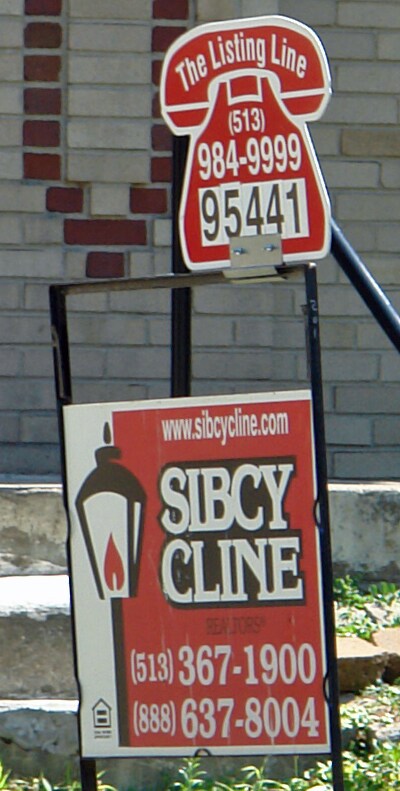 The Listing Line
(513)
984-9999
95441
www.sibcycline.com
SIBCY
CLINE
REALTORS®
(513) 367-1900
(888) 637-8004